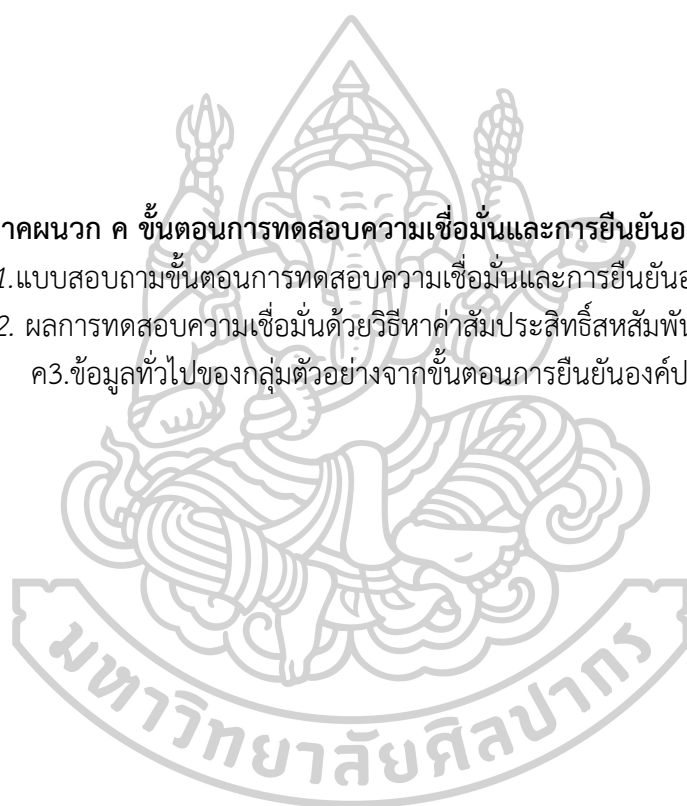 าคผนวก ค ขั้นตอนการทดสอบความเชื่อมั่นและการยืนยันอ
1.แบบสอบถามขั้นตอนการทดสอบความเชื่อมั่นและการยืนยันอ
2. ผลการทดสอบความเชื่อมั่นด้วยวิธีหาค่าสัมประสิทธิ์สหสัมพัน
ค3.ข้อมูลทั่วไปของกลุ่มตัวอย่างจากขั้นตอนการยืนยันองค์ป
มหาวิทยาลัยศิลปากร